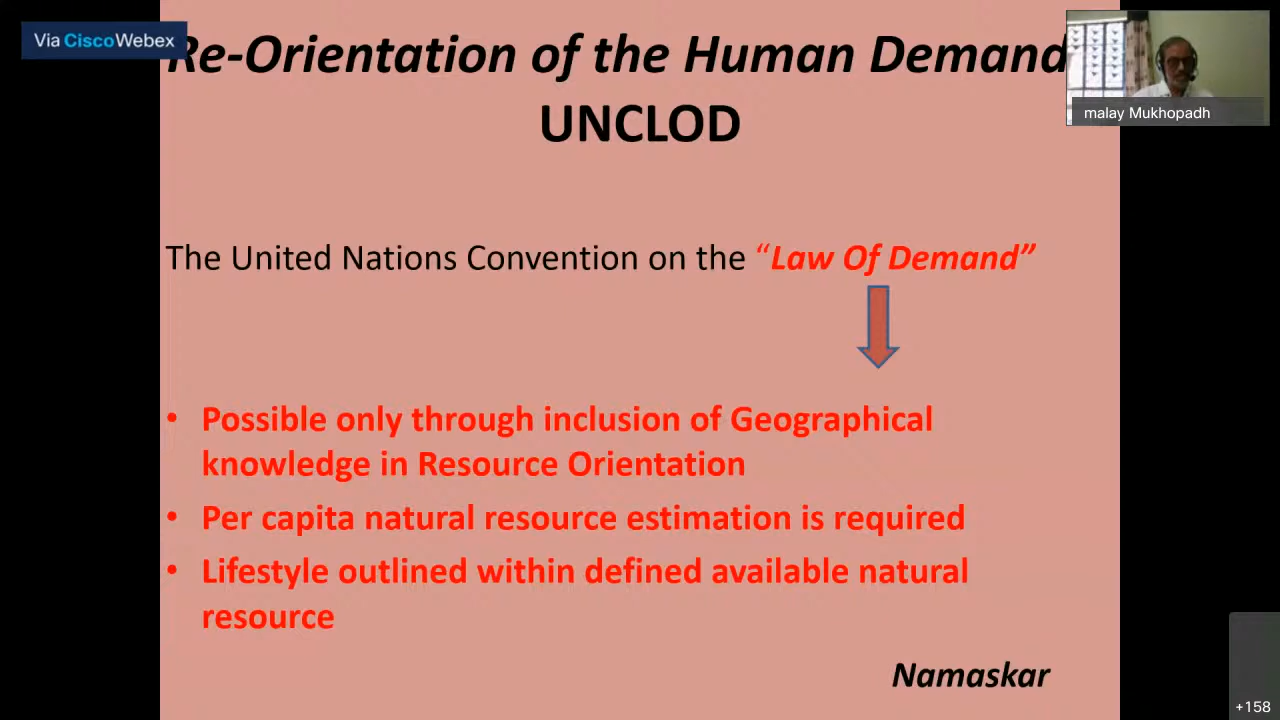 Via Cisco Webex
Re-Orientation of the Human Demand
UNCLOD
malay Mukhopadh
The United Nations Convention on the “Law Of Demand”
• Possible only through inclusion of Geographical
knowledge in Resource Orientation
• Per capita natural resource estimation is required
• Lifestyle outlined within defined available natural
resource
Namaskar
+158